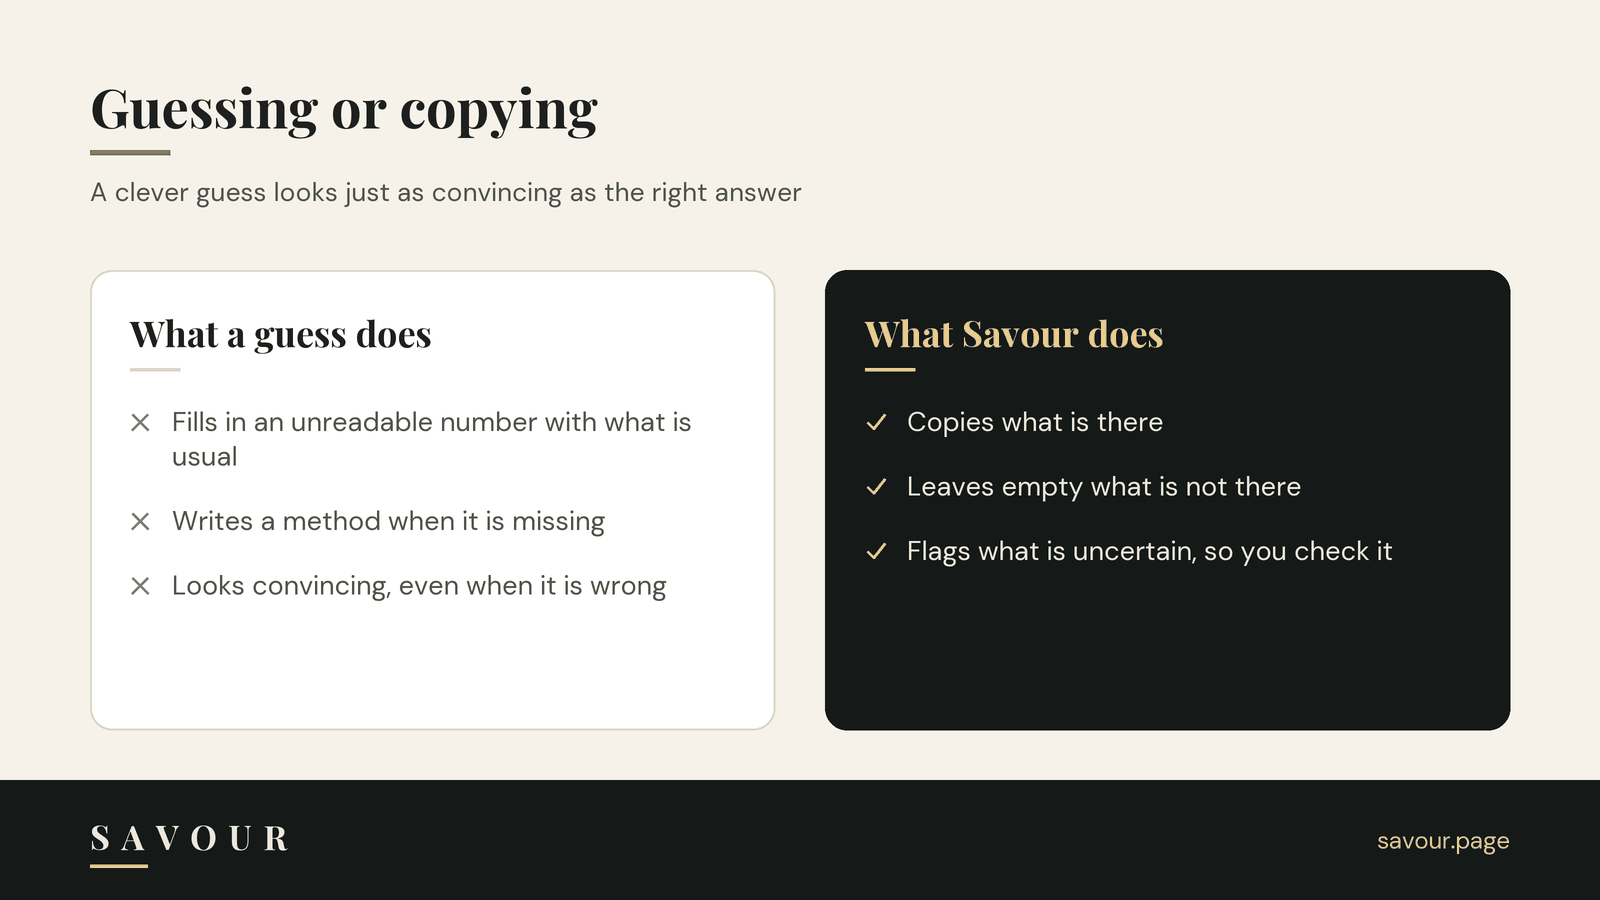 Guessing or copying
A clever guess looks just as convincing as the right answer
What a guess does
Fills in an unreadable number with what is
usual
Writes a method when it is missing
Looks convincing, even when it is wrong
What Savour does
Copies what is there
Leaves empty what is not there
Flags what is uncertain, so you check it
SAVOUR
savour.page